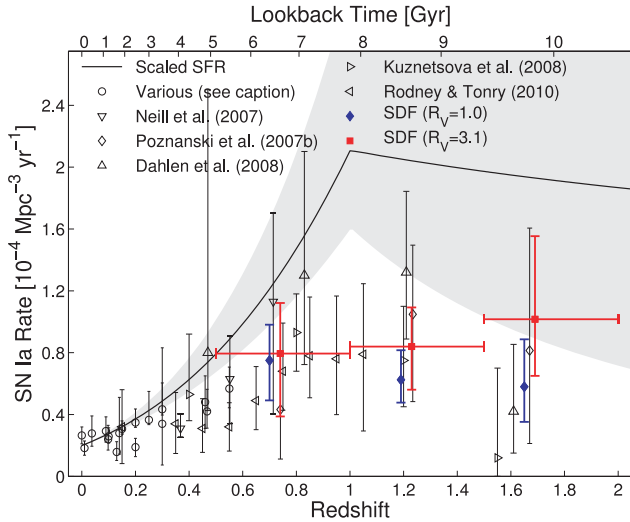 Lookback Time [Gyr]
0 1 2 3 4 5 6 7 8 9 10
Scaled SFR
Various (see caption)
Neill et al. (2007)
Poznanski et al. (2007b)
Dahlen et al. (2008)
Kuznetsova et al. (2008)
Rodney & Tonry (2010)
SDF (R_V=1.0)
SDF (R_V=3.1)
SN Ia Rate [10⁻⁴ Mpc⁻³ yr⁻¹]
2.4
2
1.6
1.2
0.8
0.4
0
0 0.2 0.4 0.6 0.8 1 1.2 1.4 1.6 1.8 2
Redshift